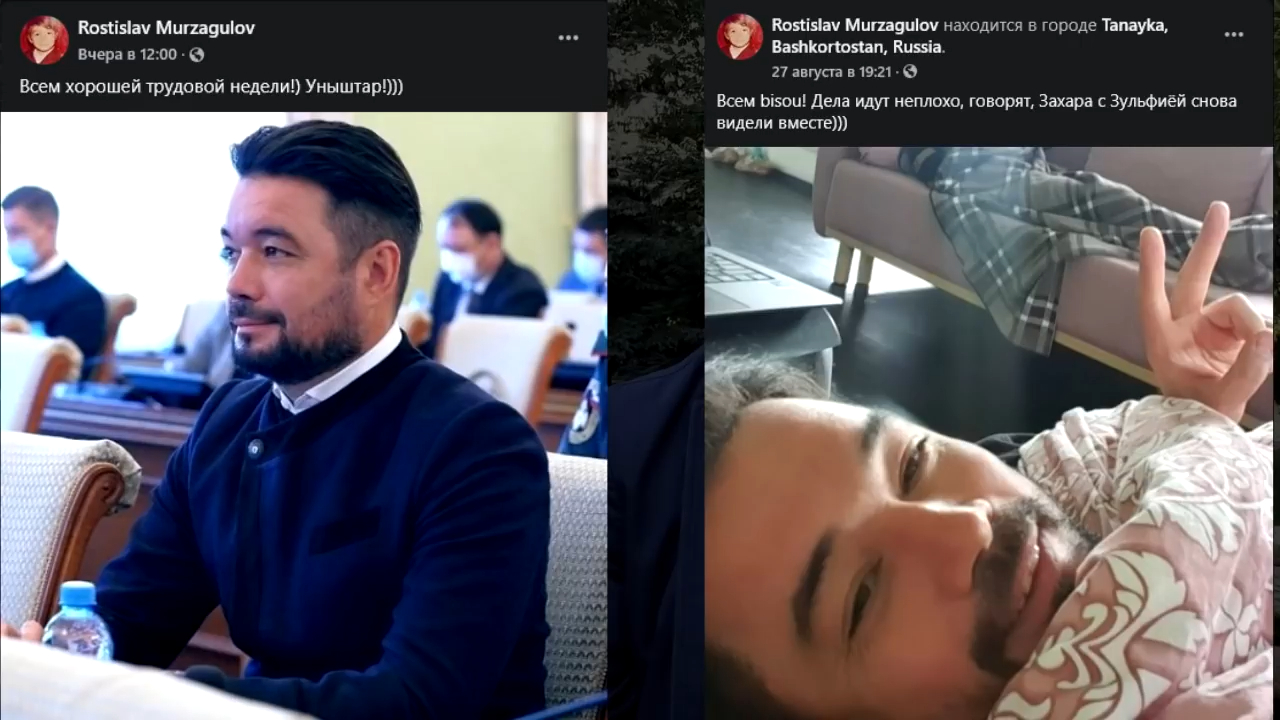 Rostislav Murzagulov
Вчера в 12:00 ·
Всем хорошей трудовой недели!) Уныштар!)))
Rostislav Murzagulov находится в городе Tanayka,
Bashkortostan, Russia.
27 августа в 19:21 ·
Всем bisou! Дела идут неплохо, говорят, Захара с Зульфиёй снова
видели вместе)))